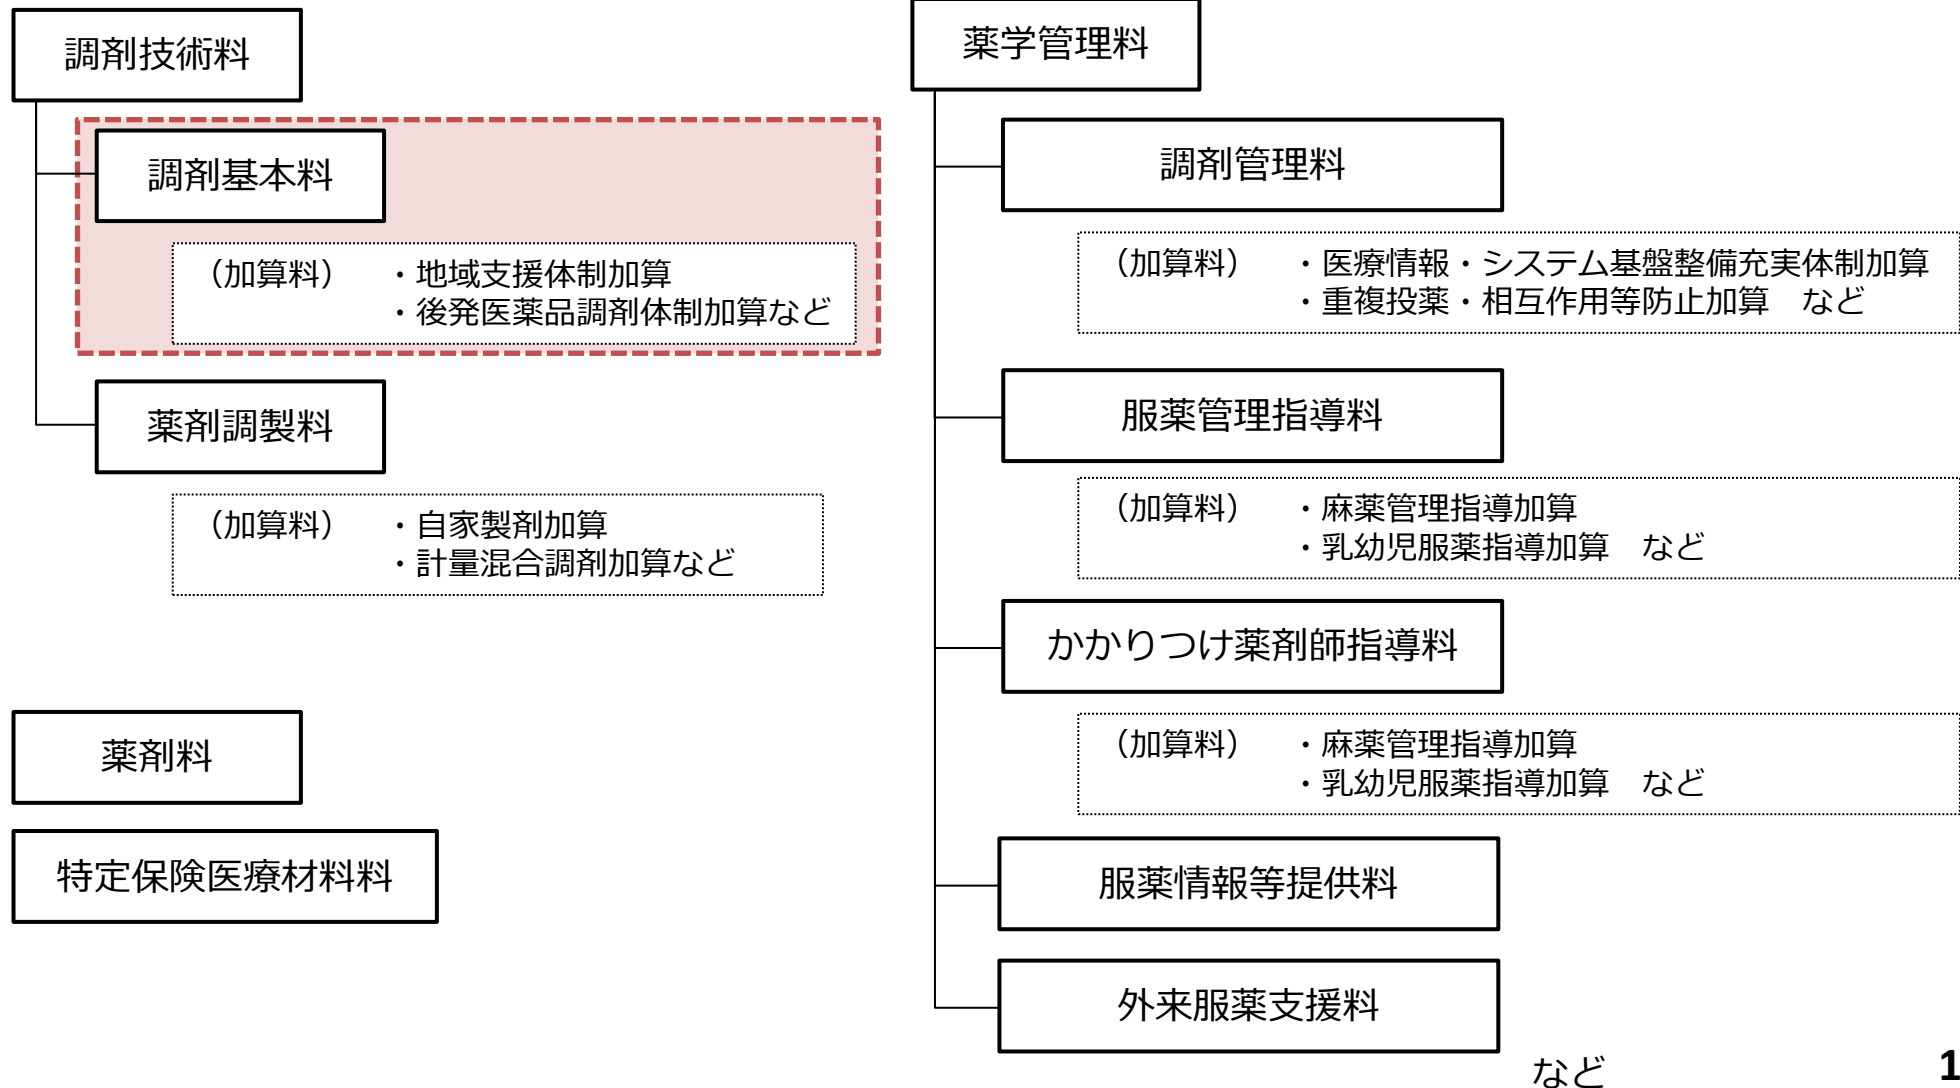 調剤技術料
調剤基本料
（加算料）　・地域支援体制加算
・後発医薬品調剤体制加算など
薬剤調製料
（加算料）　・自家製剤加算
・計量混合調剤加算など
薬剤料
特定保険医療材料料
薬学管理料
調剤管理料
（加算料）　・医療情報・システム基盤整備充実体制加算
・重複投薬・相互作用等防止加算　など
服薬管理指導料
（加算料）　・麻薬管理指導加算
・乳幼児服薬指導加算　など
かかりつけ薬剤師指導料
（加算料）　・麻薬管理指導加算
・乳幼児服薬指導加算　など
服薬情報等提供料
外来服薬支援料
など
1